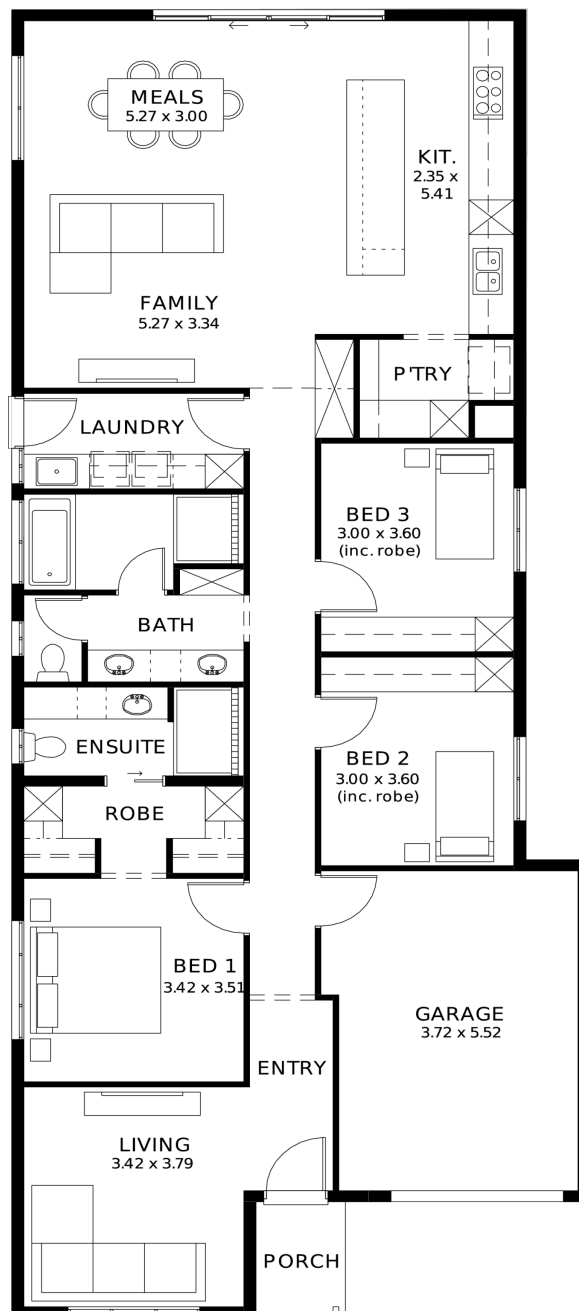 MEALS
5.27 x 3.00
KIT.
2.35 x
5.41
FAMILY
5.27 x 3.34
P'TRY
LAUNDRY
BED 3
3.00 x 3.60
(inc. robe)
BATH
ENSUITE
BED 2
3.00 x 3.60
(inc. robe)
ROBE
BED 1
3.42 x 3.51
GARAGE
3.72 x 5.52
ENTRY
LIVING
3.42 x 3.79
PORCH